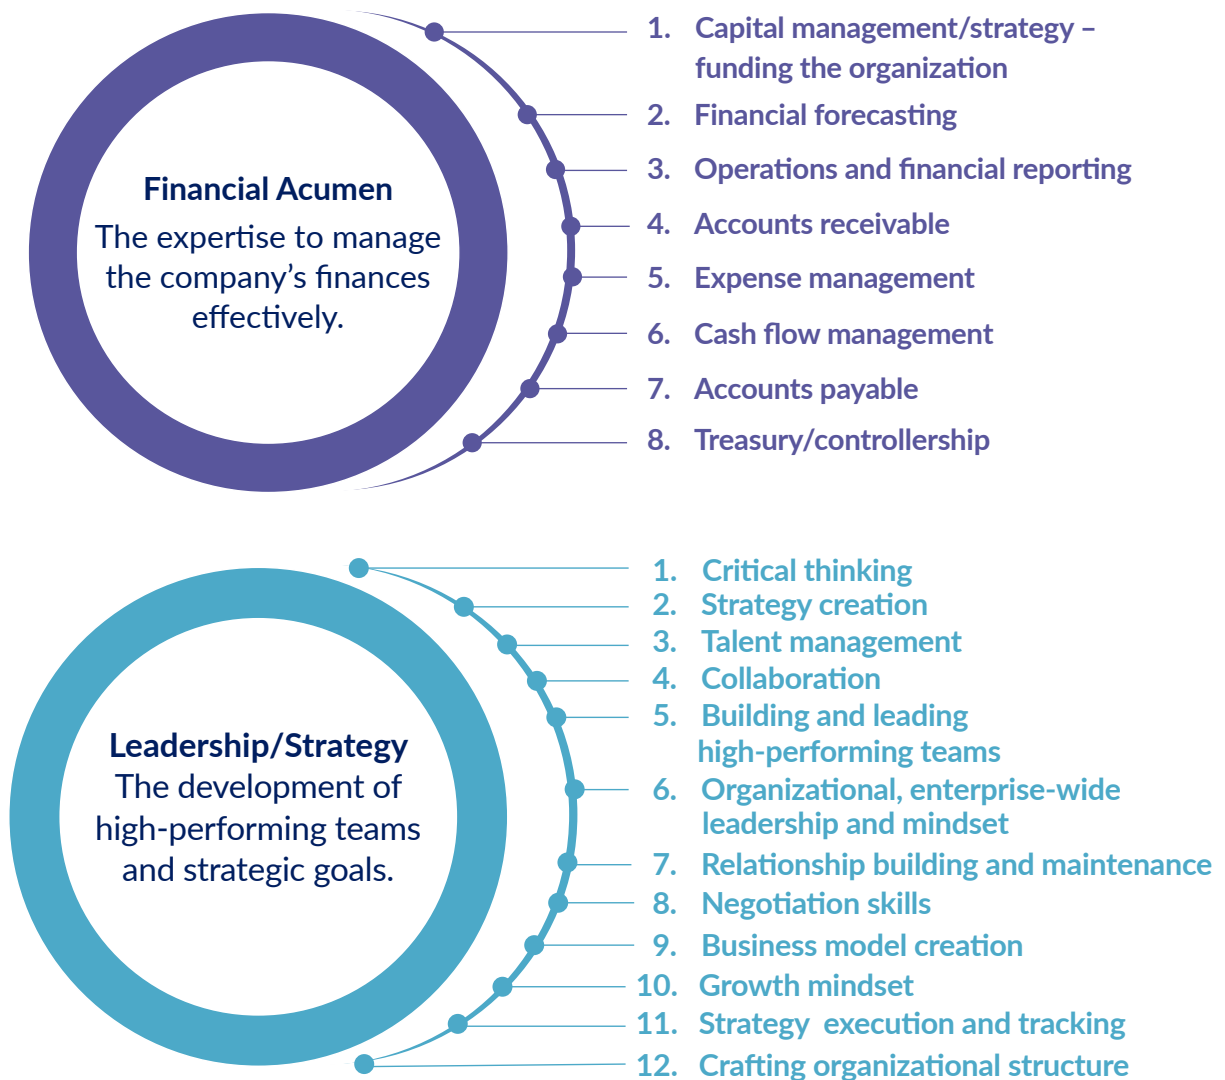 Financial Acumen
The expertise to manage
the company’s finances
effectively.
1. Capital management/strategy –
funding the organization
2. Financial forecasting
3. Operations and financial reporting
4. Accounts receivable
5. Expense management
6. Cash flow management
7. Accounts payable
8. Treasury/controllership
Leadership/Strategy
The development of
high-performing teams
and strategic goals.
1. Critical thinking
2. Strategy creation
3. Talent management
4. Collaboration
5. Building and leading
high-performing teams
6. Organizational, enterprise-wide
leadership and mindset
7. Relationship building and maintenance
8. Negotiation skills
9. Business model creation
10. Growth mindset
11. Strategy execution and tracking
12. Crafting organizational structure